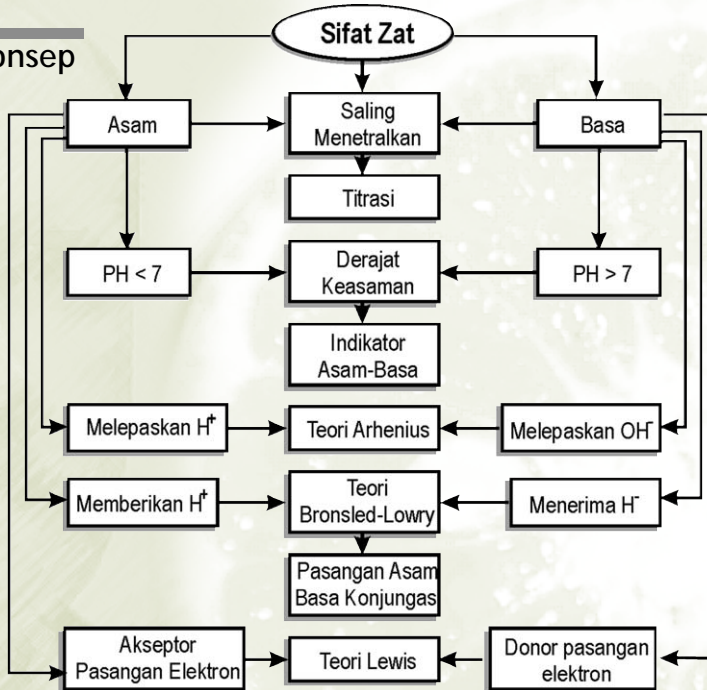 onsep
Sifat Zat
Asam
Saling
Menetralkan
Basa
Titrasi
PH < 7
Derajat
Keasaman
PH > 7
Indikator
Asam-Basa
Melepaskan H⁺
Teori Arhenius
Melepaskan OH⁻
Memberikan H⁺
Teori
Bronsled-Lowry
Menerima H⁻
Pasangan Asam
Basa Konjungas
Akseptor
Pasangan Elektron
Teori Lewis
Donor pasangan
elektron